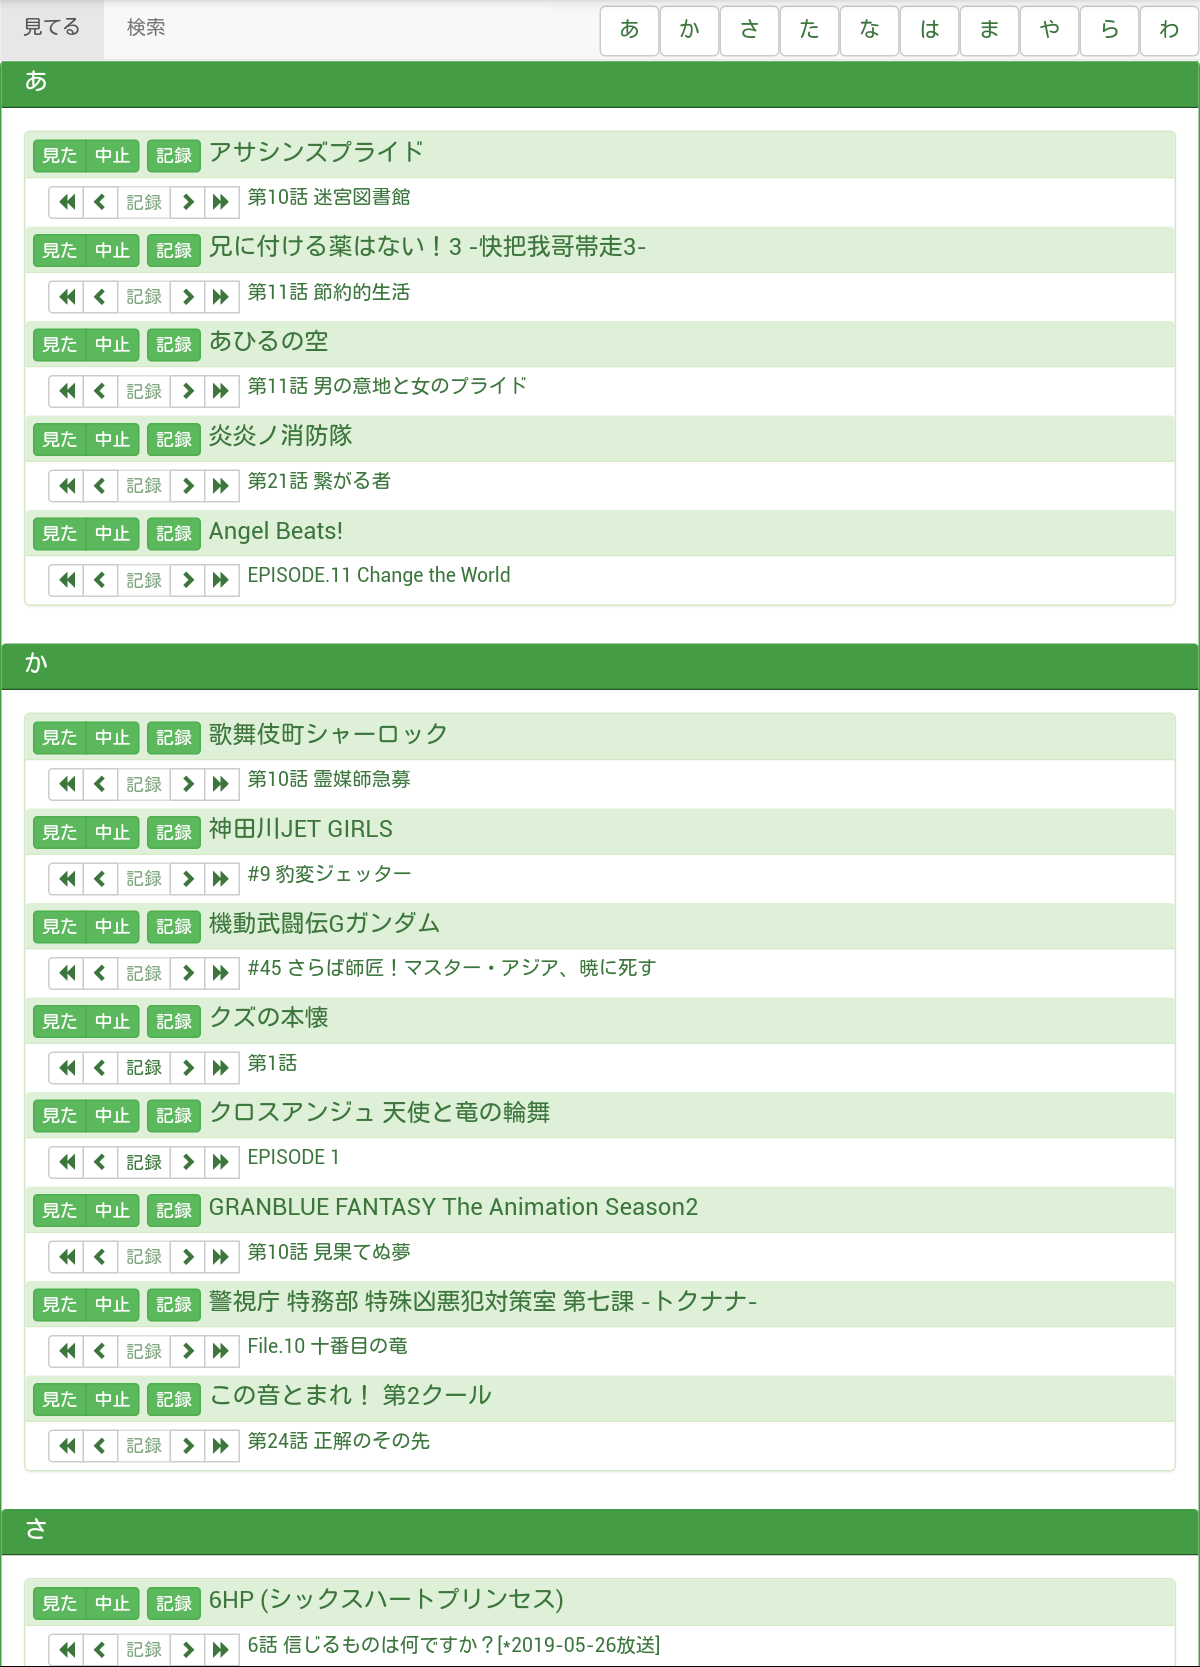 見てる 検索 あ か さ た な は ま や ら わ
あ
見た 中止 記録 アサシンズプライド
記録 第10話 迷宮図書館
見た 中止 記録 兄に付ける薬はない！3 -快把我哥帯走3-
記録 第11話 節約的生活
見た 中止 記録 あひるの空
記録 第11話 男の意地と女のプライド
見た 中止 記録 炎炎ノ消防隊
記録 第21話 繋がる者
見た 中止 記録 Angel Beats!
記録 EPISODE.11 Change the World
か
見た 中止 記録 歌舞伎町シャーロック
記録 第10話 霊媒師急募
見た 中止 記録 神田川JET GIRLS
記録 #9 豹変ジェッター
見た 中止 記録 機動武闘伝Gガンダム
記録 #45 さらば師匠！マスター・アジア、暁に死す
見た 中止 記録 クズの本懐
記録 第1話
見た 中止 記録 クロスアンジュ 天使と竜の輪舞
記録 EPISODE 1
見た 中止 記録 GRANBLUE FANTASY The Animation Season2
記録 第10話 見果てぬ夢
見た 中止 記録 警視庁 特務部 特殊凶悪犯対策室 第七課 -トクナナ-
記録 File.10 十番目の竜
見た 中止 記録 この音とまれ！ 第2クール
記録 第24話 正解のその先
さ
見た 中止 記録 6HP (シックスハートプリンセス)
記録 6話 信じるものは何ですか？[*2019-05-26放送]